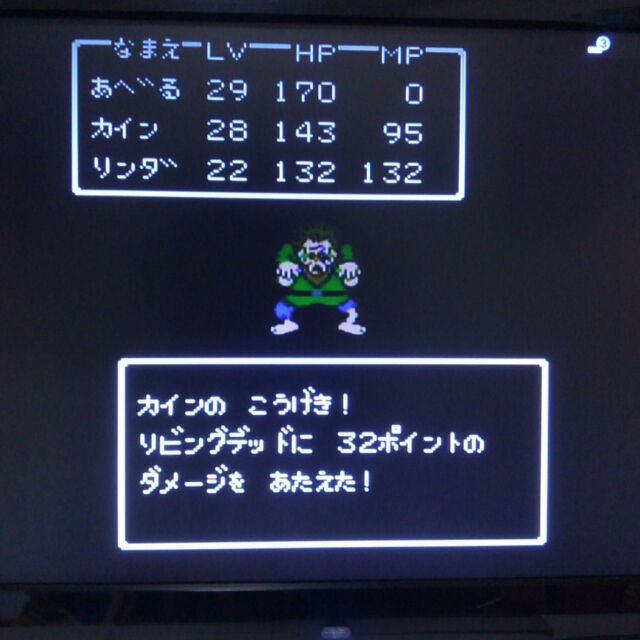 なまえ LV HP MP
あべる 29 170 0
カイン 28 143 95
リンダ 22 132 132
カインの こうげき!
リビングデッドに 32ポイントの
ダメージを あたえた!
3